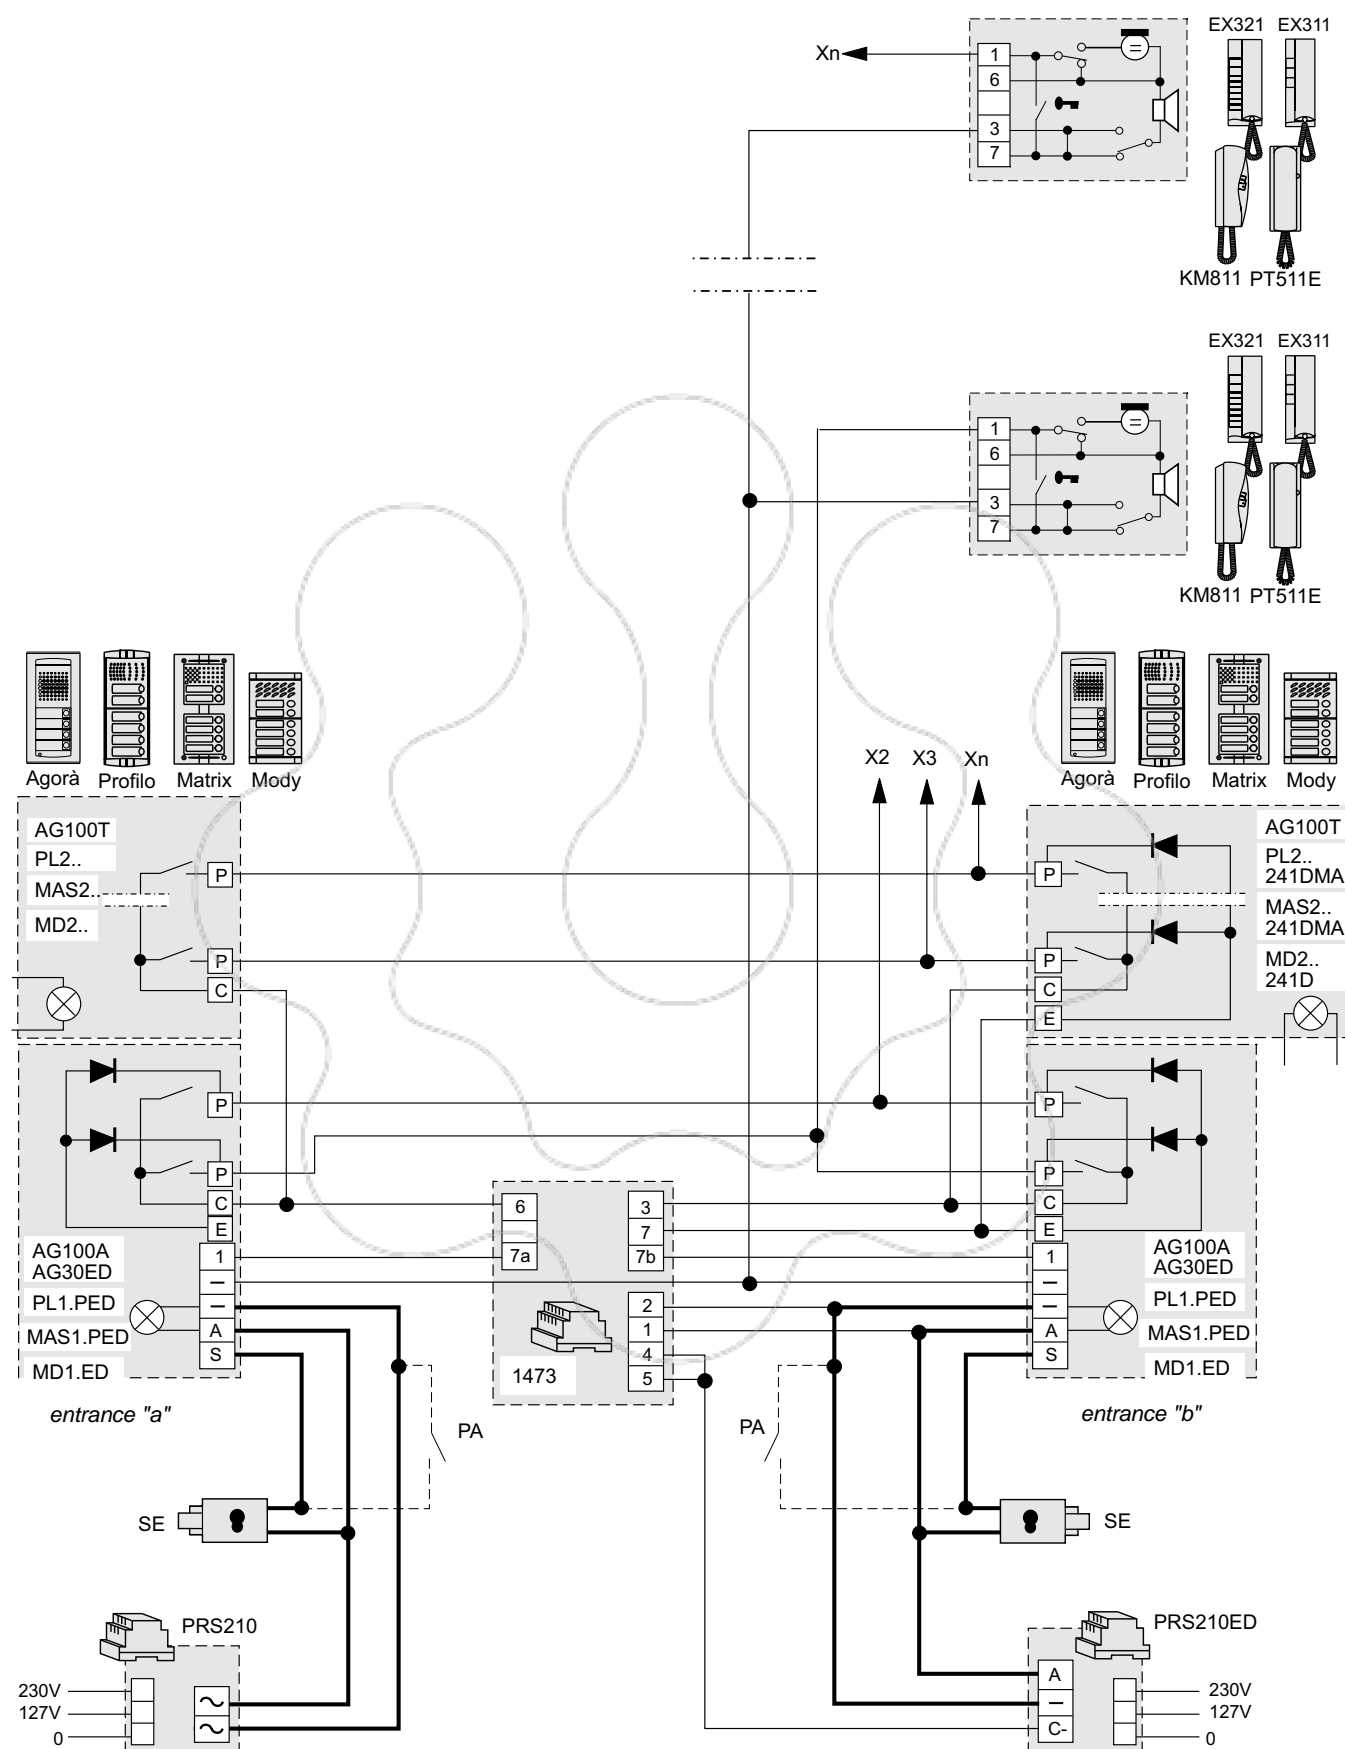 EX321 EX311
Xn
1
6
3
7
KM811 PT511E
EX321 EX311
1
6
3
7
KM811 PT511E
Agorà Profilo Matrix Mody
X2 X3 Xn
Agorà Profilo Matrix Mody
AG100T
PL2..
MAS2..
MD2..
P
P
C
P
P
C
E
AG100T
PL2..
241DMA
MAS2..
241DMA
MD2..
241D
P
P
C
E
1
–
–
A
S
AG100A
AG30ED
PL1.PED
MAS1.PED
MD1.ED
entrance "a"
6
7a
3
7
7b
2
1
4
5
1473
P
P
C
E
1
–
–
A
S
AG100A
AG30ED
PL1.PED
MAS1.PED
MD1.ED
entrance "b"
PA
PA
SE
SE
PRS210
230V
127V
0
~
~
PRS210ED
A
–
C-
230V
127V
0